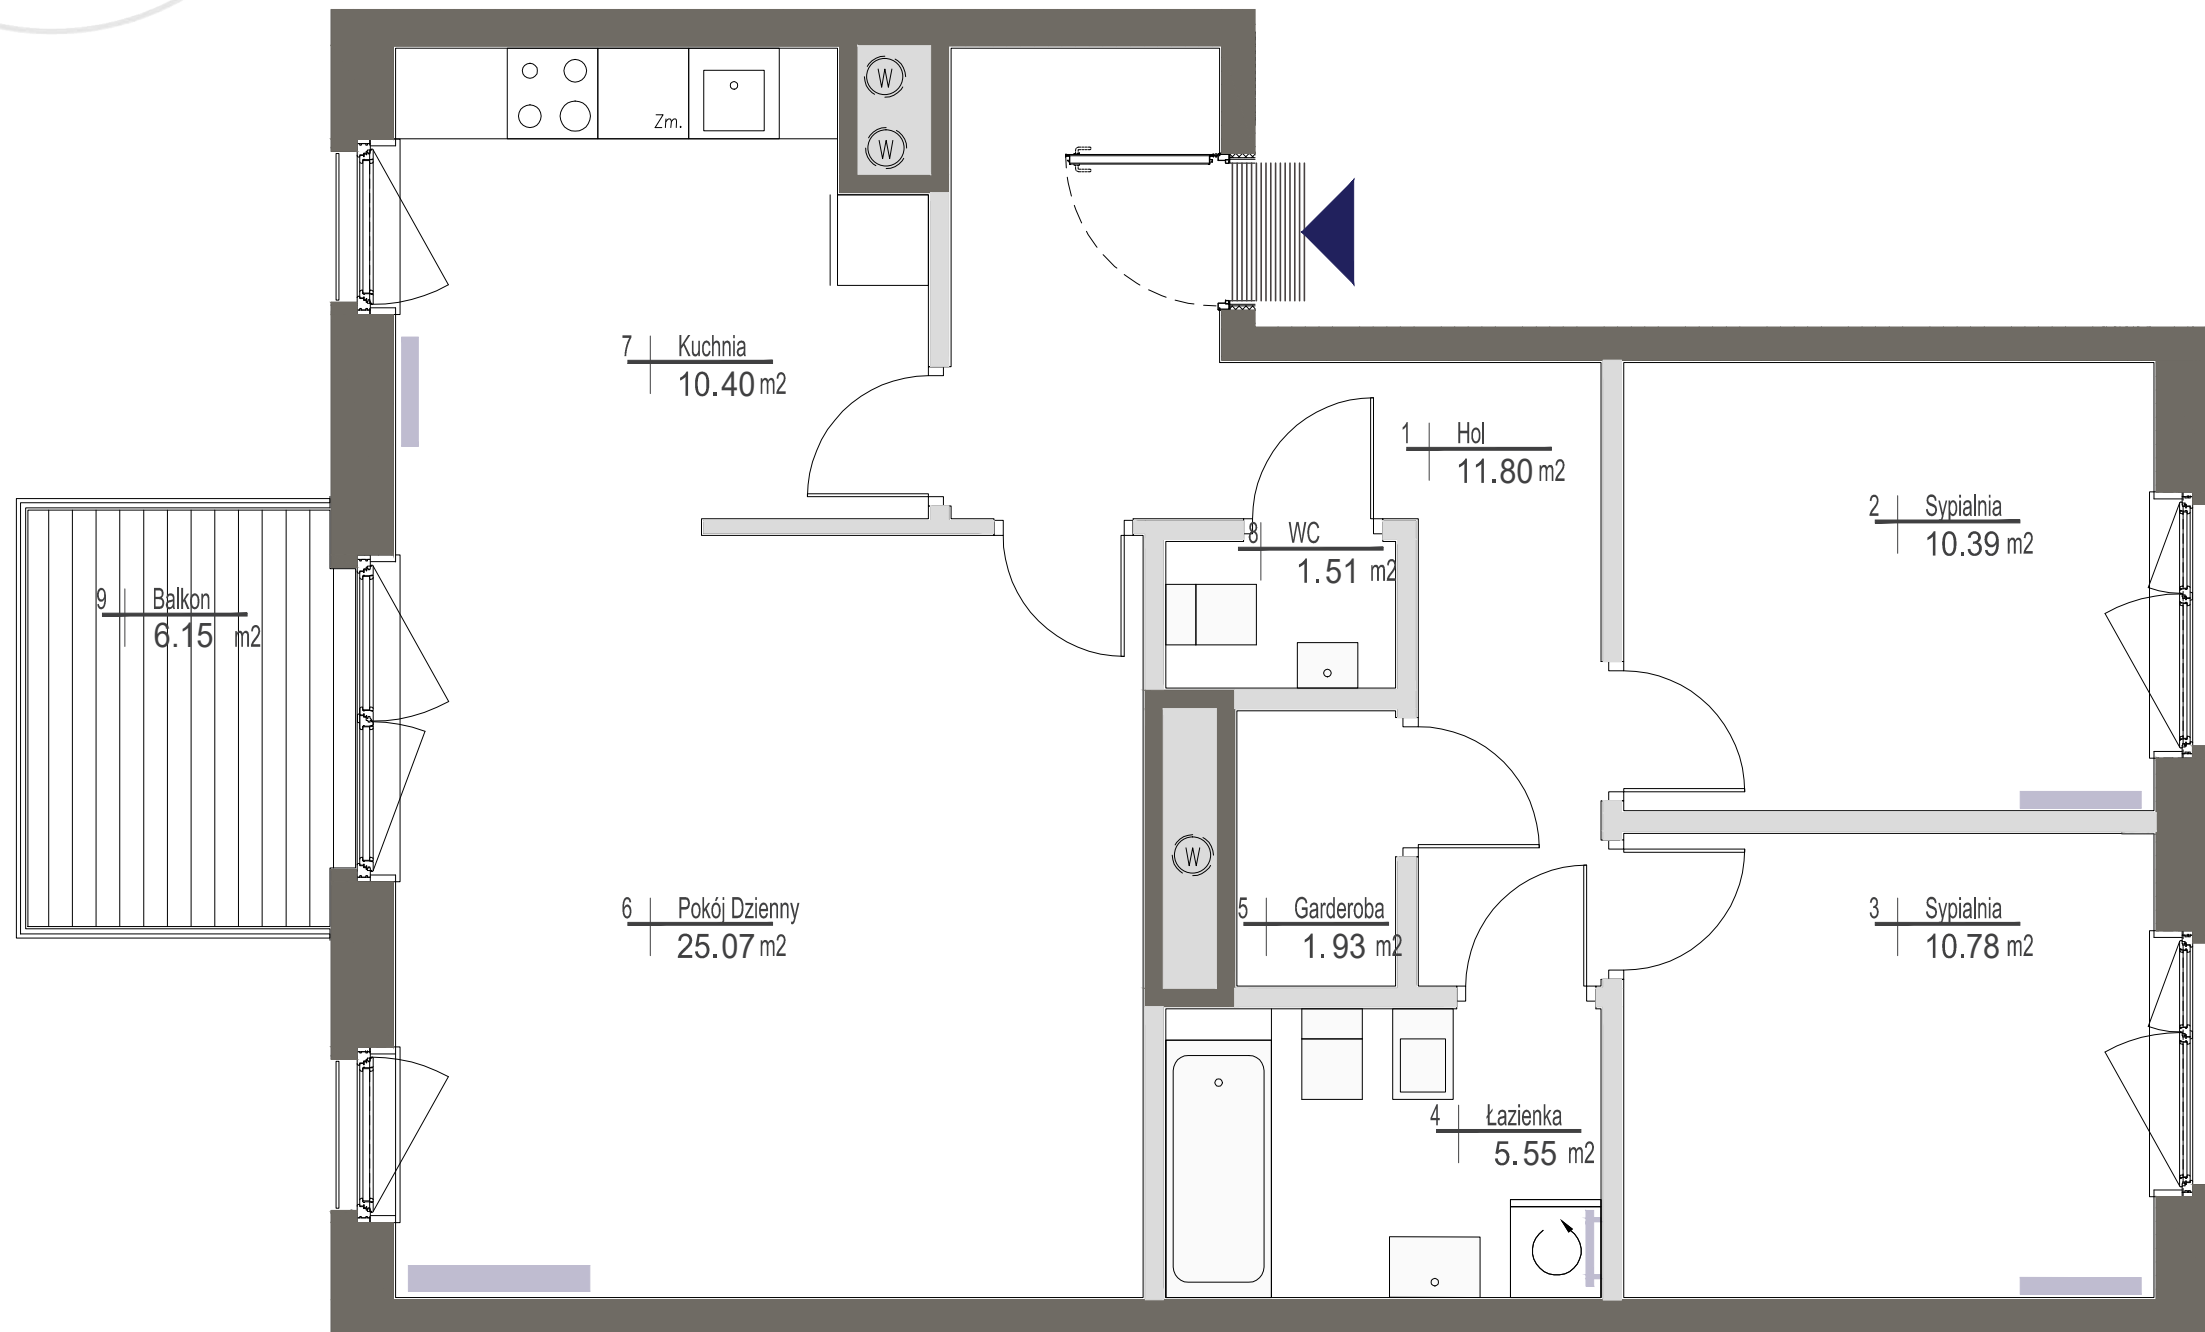 W
W
Zm.
7 Kuchnia
10.40 m2
1 Hol
11.80 m2
2 Sypialnia
10.39 m2
8 WC
1.51 m2
9 Balkon
6.15 m2
W
6 Pokój Dzienny
25.07 m2
5 Garderoba
1.93 m2
3 Sypialnia
10.78 m2
4 Łazienka
5.55 m2